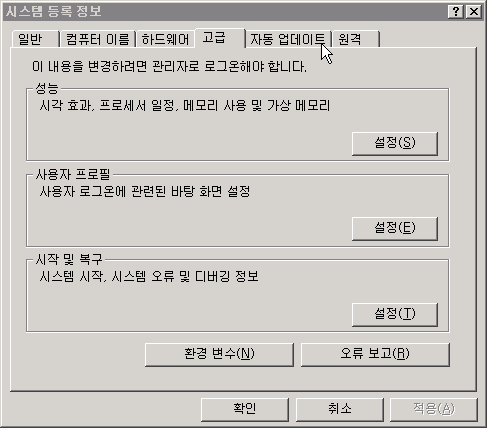 시스템 등록 정보
일반 컴퓨터 이름 하드웨어 고급 자동 업데이트 원격
이 내용을 변경하려면 관리자로 로그온해야 합니다.
성능
시각 효과, 프로세서 일정, 메모리 사용 및 가상 메모리
설정(S)
사용자 프로필
사용자 로그온에 관련된 바탕 화면 설정
설정(E)
시작 및 복구
시스템 시작, 시스템 오류 및 디버깅 정보
설정(T)
환경 변수(N) 오류 보고(R)
확인 취소 적용(A)